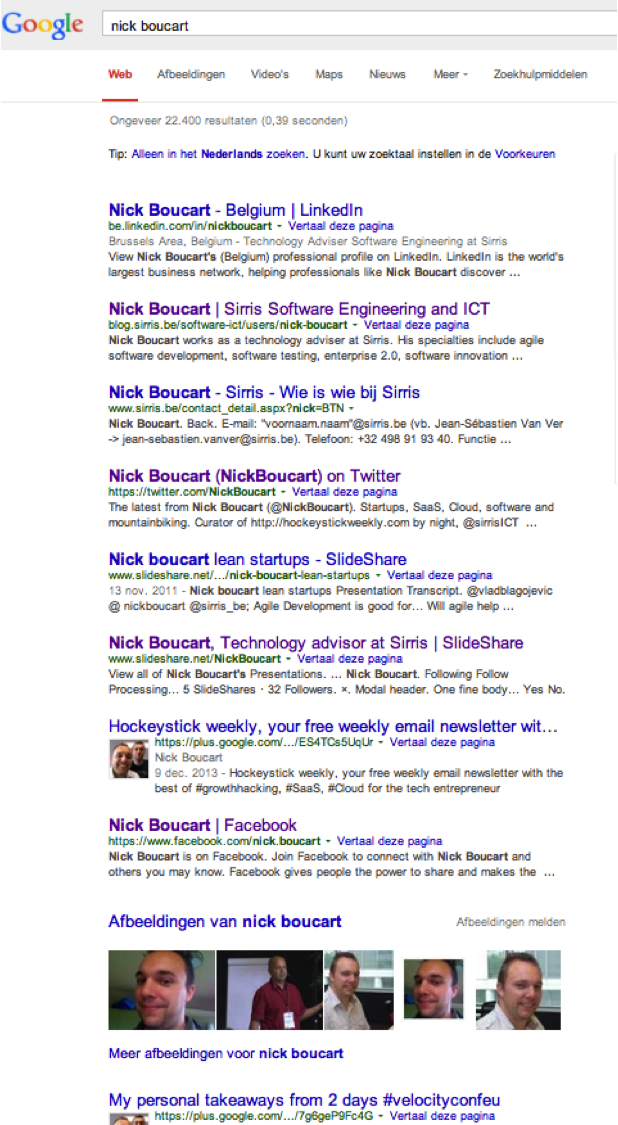 Google
nick boucart
Web Afbeeldingen Video's Maps Nieuws Meer Zoekhulpmiddelen
Ongeveer 22.400 resultaten (0,39 seconden)
Tip: Alleen in het Nederlands zoeken. U kunt uw zoektaal instellen in de Voorkeuren
Nick Boucart - Belgium | LinkedIn
be.linkedin.com/in/nickboucart - Vertaal deze pagina
Brussels Area, Belgium - Technology Adviser Software Engineering at Sirris
View Nick Boucart's (Belgium) professional profile on LinkedIn. LinkedIn is the world's
largest business network, helping professionals like Nick Boucart discover ...
Nick Boucart | Sirris Software Engineering and ICT
blog.sirris.be/software-ict/users/nick-boucart - Vertaal deze pagina
Nick Boucart works as a technology adviser at Sirris. His specialties include agile
software development, software testing, enterprise 2.0, software innovation ...
Nick Boucart - Sirris - Wie is wie bij Sirris
www.sirris.be/contact_detail.aspx?nick=BTN
Nick Boucart. Back. E-mail: "voornaam.naam"@sirris.be (vb. Jean-Sébastien Van Ver
-> jean-sebastien.vanver@sirris.be). Telefoon: +32 498 91 93 40. Functie ...
Nick Boucart (NickBoucart) on Twitter
https://twitter.com/NickBoucart - Vertaal deze pagina
The latest from Nick Boucart (@NickBoucart). Startups, SaaS, Cloud, software and
mountainbiking. Curator of http://hockeystickweekly.com by night, @sirrisICT ...
Nick boucart lean startups - SlideShare
www.slideshare.net/.../nick-boucart-lean-startups - Vertaal deze pagina
13 nov. 2011 - Nick boucart lean startups Presentation Transcript. @vladblagojevic
@ nickboucart @sirris_be; Agile Development is good for... Will agile help ...
Nick Boucart, Technology advisor at Sirris | SlideShare
www.slideshare.net/NickBoucart - Vertaal deze pagina
View all of Nick Boucart's Presentations. ... Nick Boucart. Following Follow
Processing... 5 SlideShares · 32 Followers. ×. Modal header. One fine body... Yes No.
Hockeystick weekly, your free weekly email newsletter wit...
https://plus.google.com/.../ES4TCs5UqUr - Vertaal deze pagina
Nick Boucart
9 dec. 2013 - Hockeystick weekly, your free weekly email newsletter with the
best of #growthhacking, #SaaS, #Cloud for the tech entrepreneur
Nick Boucart | Facebook
https://www.facebook.com/nick.boucart - Vertaal deze pagina
Nick Boucart is on Facebook. Join Facebook to connect with Nick Boucart and
others you may know. Facebook gives people the power to share and makes the ...
Afbeeldingen van nick boucart Afbeeldingen melden
Meer afbeeldingen voor nick boucart
My personal takeaways from 2 days #velocityconfeu
https://plus.google.com/.../7g6geP9Fc4G - Vertaal deze pagina